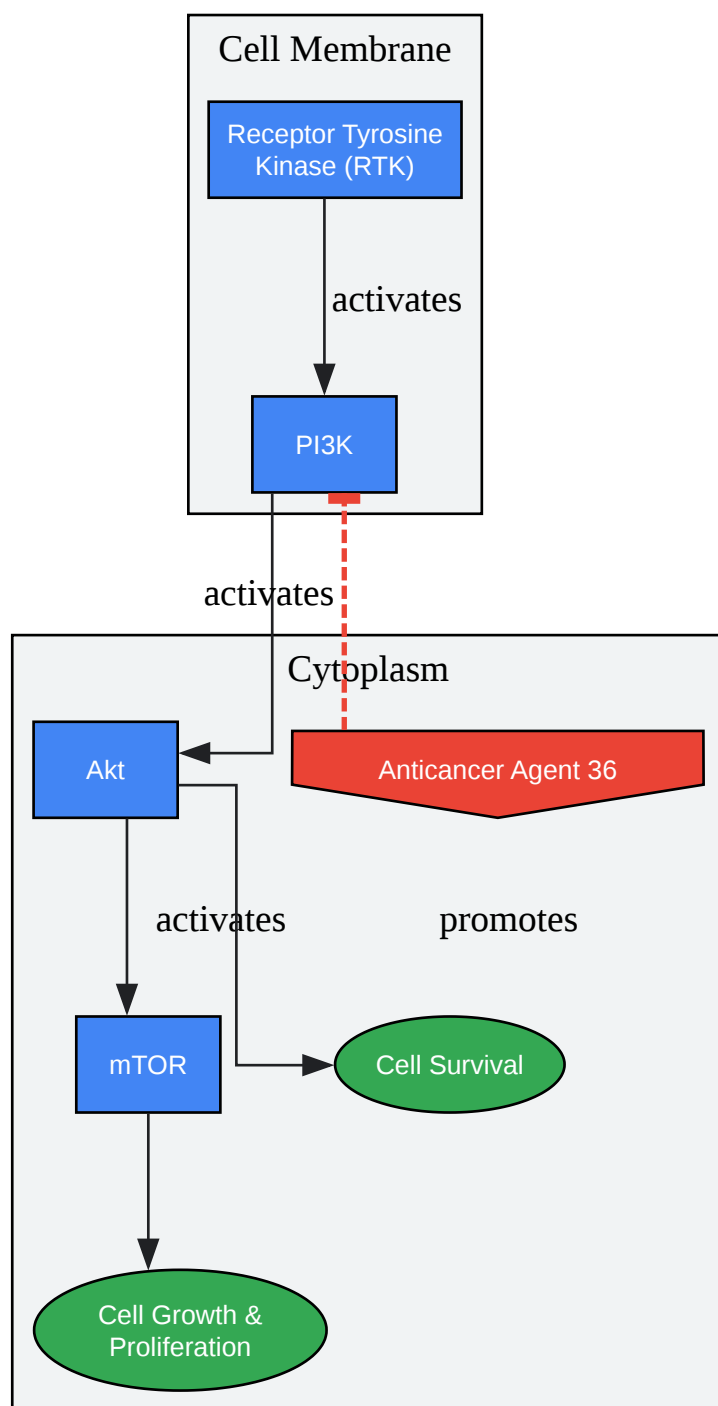 Cell Membrane
Receptor Tyrosine
Kinase (RTK)
activates
PI3K
activates
Cytoplasm
Akt
Anticancer Agent 36
activates
promotes
mTOR
Cell Survival
Cell Growth &
Proliferation